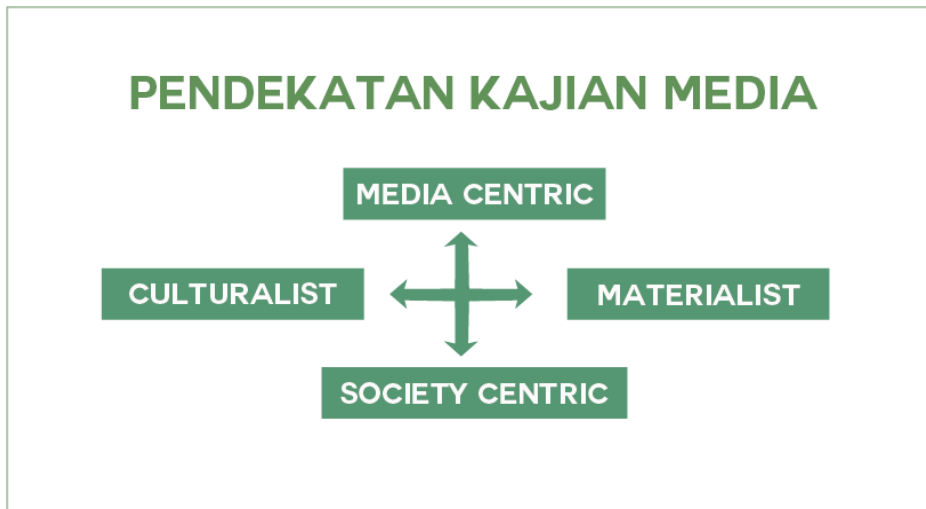 PENDEKATAN KAJIAN MEDIA
MEDIA CENTRIC
CULTURALIST
MATERIALIST
SOCIETY CENTRIC